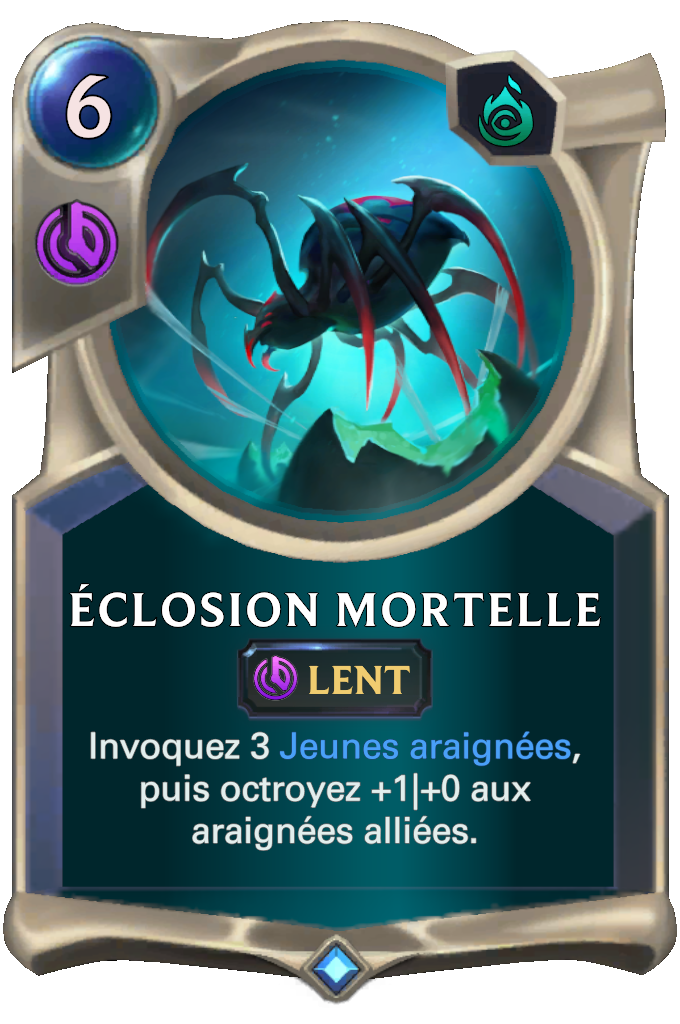 6
ÉCLOSION MORTELLE
LENT
Invoquez 3 Jeunes araignées,
puis octroyez +1|+0 aux
araignées alliées.